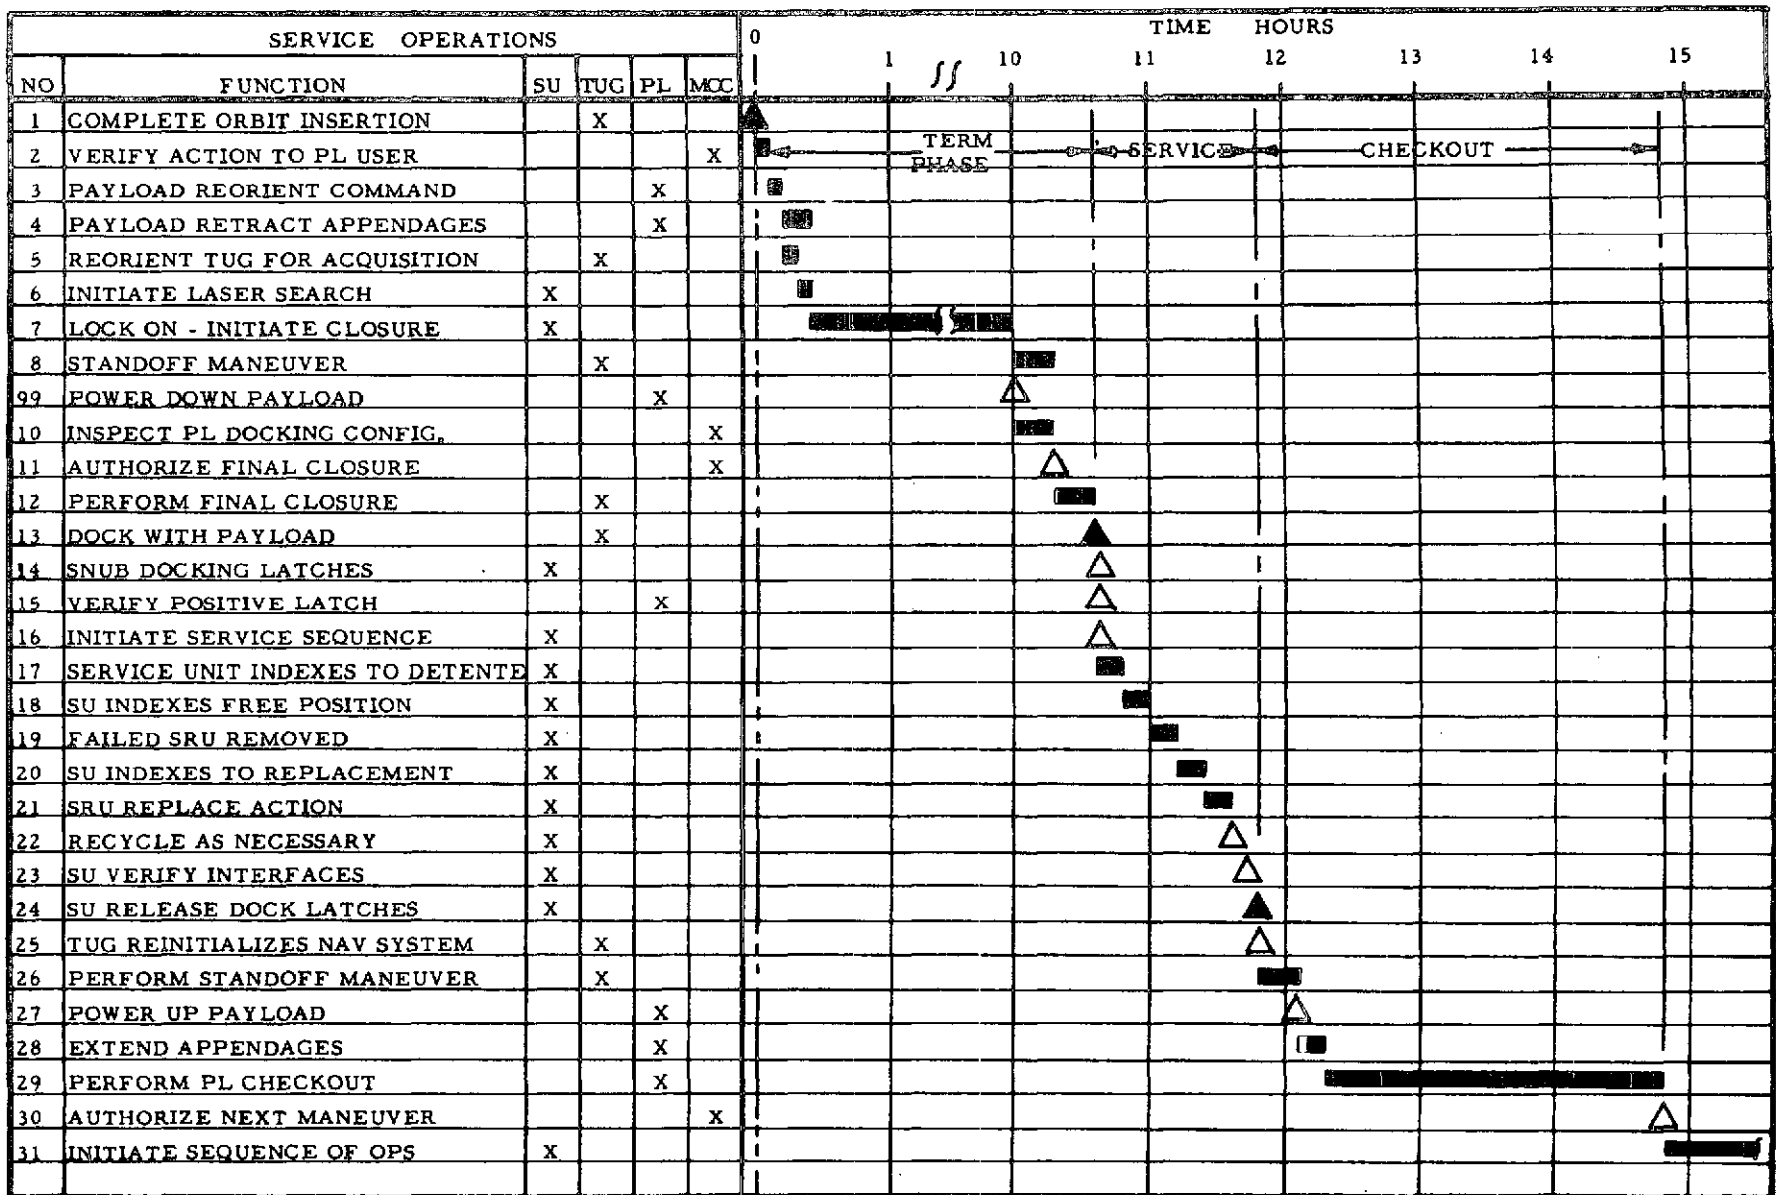 SERVICE OPERATIONS
TIME HOURS
0 1 10 11 12 13 14 15
NO FUNCTION SU TUG PL MCC
1 COMPLETE ORBIT INSERTION X
2 VERIFY ACTION TO PL USER X
TERM PHASE SERVICE CHECKOUT
3 PAYLOAD REORIENT COMMAND X
4 PAYLOAD RETRACT APPENDAGES X
5 REORIENT TUG FOR ACQUISITION X
6 INITIATE LASER SEARCH X
7 LOCK ON - INITIATE CLOSURE X
8 STANDOFF MANEUVER X
99 POWER DOWN PAYLOAD X
10 INSPECT PL DOCKING CONFIG. X
11 AUTHORIZE FINAL CLOSURE X
12 PERFORM FINAL CLOSURE X
13 DOCK WITH PAYLOAD X
14 SNUB DOCKING LATCHES X
15 VERIFY POSITIVE LATCH X
16 INITIATE SERVICE SEQUENCE X
17 SERVICE UNIT INDEXES TO DETENTE X
18 SU INDEXES FREE POSITION X
19 FAILED SRU REMOVED X
20 SU INDEXES TO REPLACEMENT X
21 SRU REPLACE ACTION X
22 RECYCLE AS NECESSARY X
23 SU VERIFY INTERFACES X
24 SU RELEASE DOCK LATCHES X
25 TUG REINITIALIZES NAV SYSTEM X
26 PERFORM STANDOFF MANEUVER X
27 POWER UP PAYLOAD X
28 EXTEND APPENDAGES X
29 PERFORM PL CHECKOUT X
30 AUTHORIZE NEXT MANEUVER X
31 INITIATE SEQUENCE OF OPS X